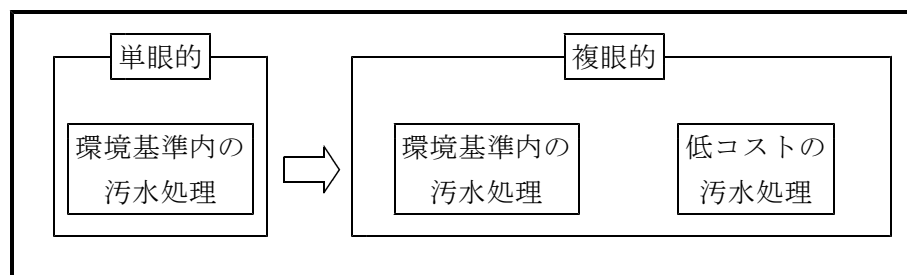 単眼的
複眼的
環境基準内の
汚水処理
環境基準内の
汚水処理
低コストの
汚水処理